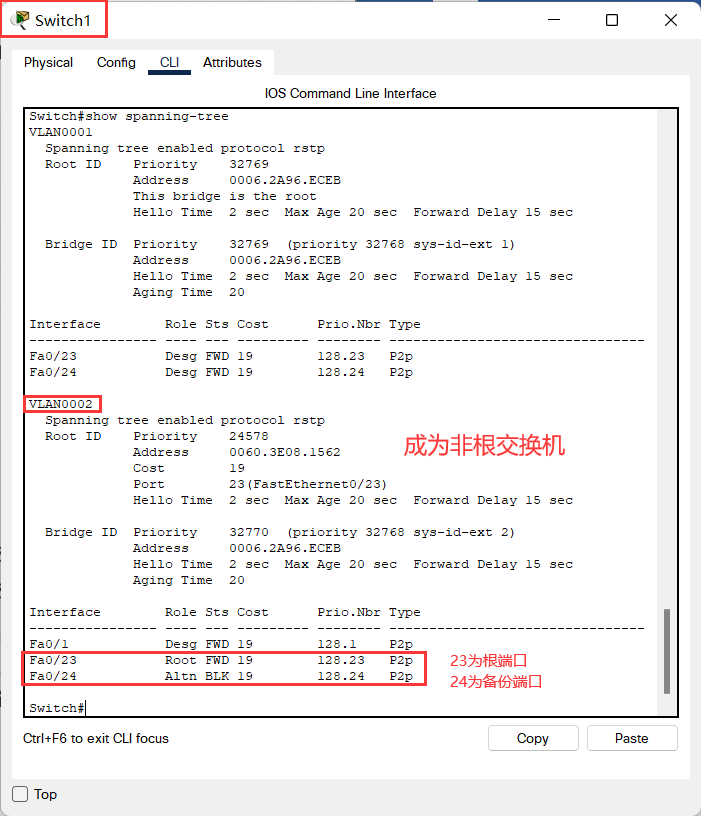 Switch1
Physical Config CLI Attributes
IOS Command Line Interface
Switch#show spanning-tree
VLAN0001
  Spanning tree enabled protocol rstp
  Root ID    Priority    32769
             Address     0006.2A96.ECEB
             This bridge is the root
             Hello Time  2 sec  Max Age 20 sec  Forward Delay 15 sec
  Bridge ID  Priority    32769  (priority 32768 sys-id-ext 1)
             Address     0006.2A96.ECEB
             Hello Time  2 sec  Max Age 20 sec  Forward Delay 15 sec
             Aging Time  20
Interface        Role Sts Cost      Prio.Nbr Type
---------------- ---- --- --------- -------- --------------------------------
Fa0/23           Desg FWD 19        128.23   P2p
Fa0/24           Desg FWD 19        128.24   P2p
VLAN0002
  Spanning tree enabled protocol rstp
  Root ID    Priority    24578
             Address     0060.3E08.1562
成为非根交换机
             Cost        19
             Port        23(FastEthernet0/23)
             Hello Time  2 sec  Max Age 20 sec  Forward Delay 15 sec
  Bridge ID  Priority    32770  (priority 32768 sys-id-ext 2)
             Address     0006.2A96.ECEB
             Hello Time  2 sec  Max Age 20 sec  Forward Delay 15 sec
             Aging Time  20
Interface        Role Sts Cost      Prio.Nbr Type
---------------- ---- --- --------- -------- --------------------------------
Fa0/1            Desg FWD 19        128.1    P2p
Fa0/23           Root FWD 19        128.23   P2p
23为根端口
Fa0/24           Altn BLK 19        128.24   P2p
24为备份端口
Switch#
Ctrl+F6 to exit CLI focus
Copy
Paste
Top